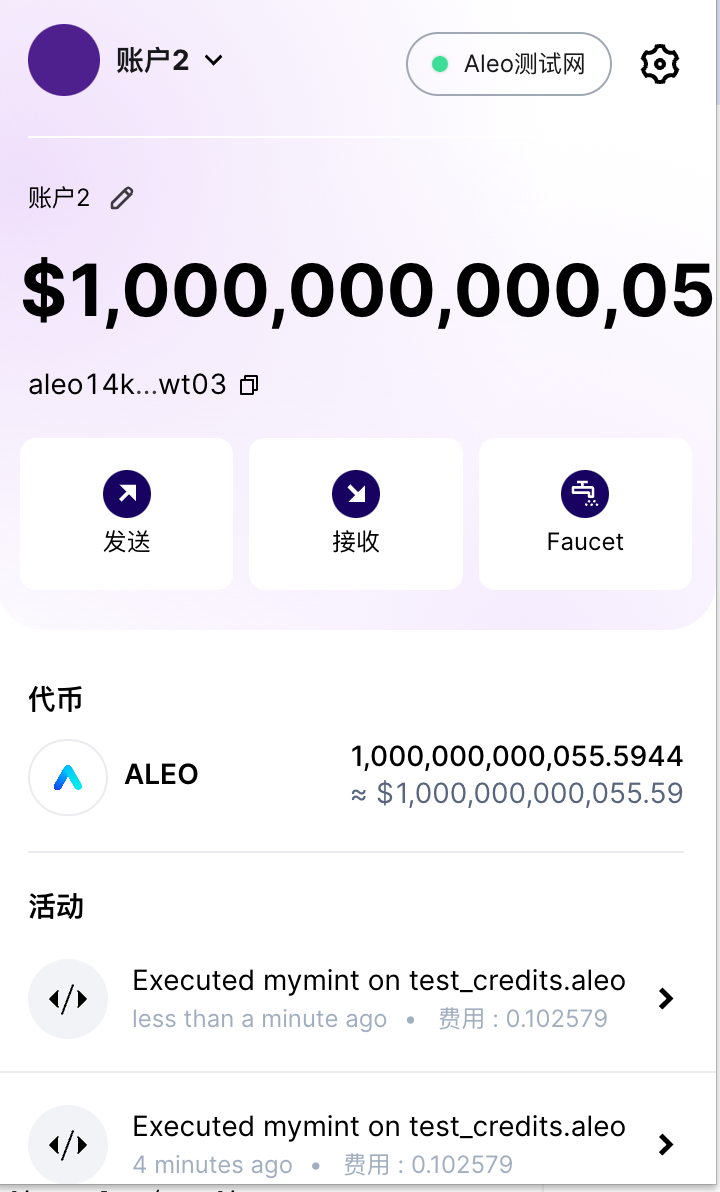 账户2
Aleo测试网
账户2
$1,000,000,000,05
aleo14k...wt03
发送
接收
Faucet
代币
ALEO
1,000,000,000,055.5944
≈ $1,000,000,000,055.59
活动
Executed mymint on test_credits.aleo
less than a minute ago • 费用 : 0.102579
Executed mymint on test_credits.aleo
4 minutes ago • 费用 : 0.102579